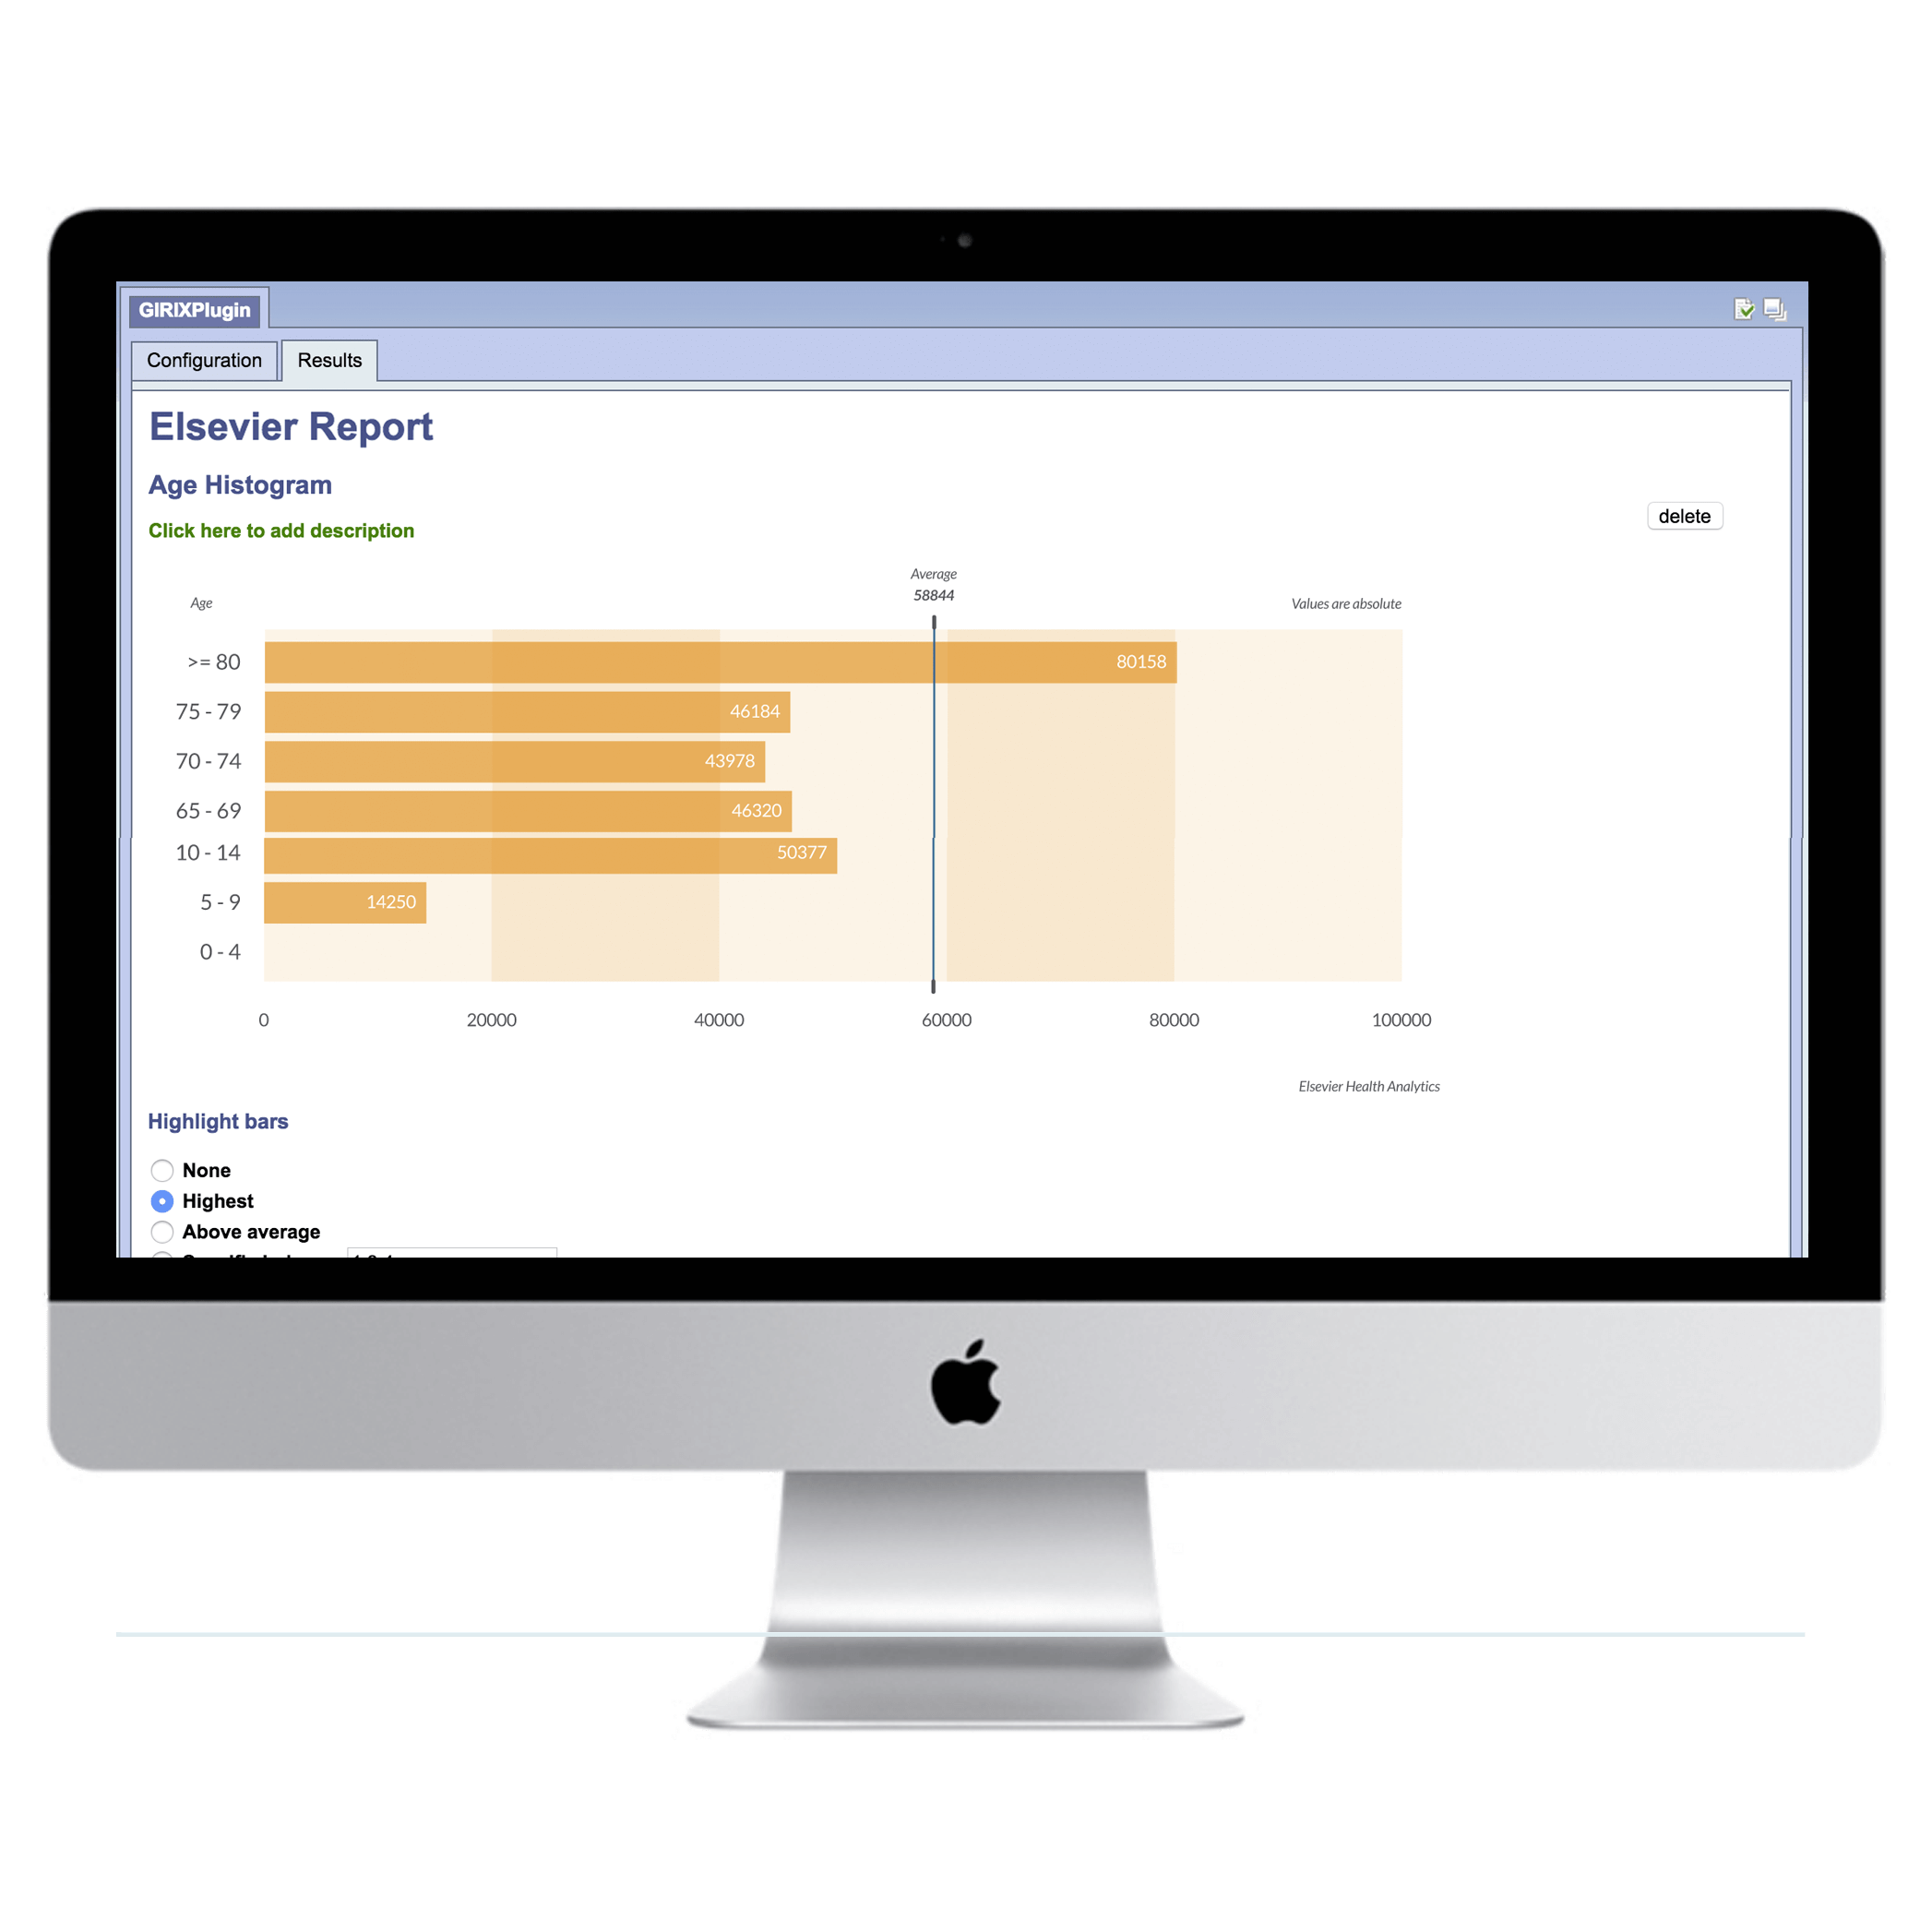 GIRIXPlugin
Configuration Results
Elsevier Report
Age Histogram
Click here to add description
delete
Average
58844
Age
Values are absolute
>= 80 80158
75 - 79 46184
70 - 74 43978
65 - 69 46320
10 - 14 50377
5 - 9 14250
0 - 4
0 20000 40000 60000 80000 100000
Elsevier Health Analytics
Highlight bars
None
Highest
Above average